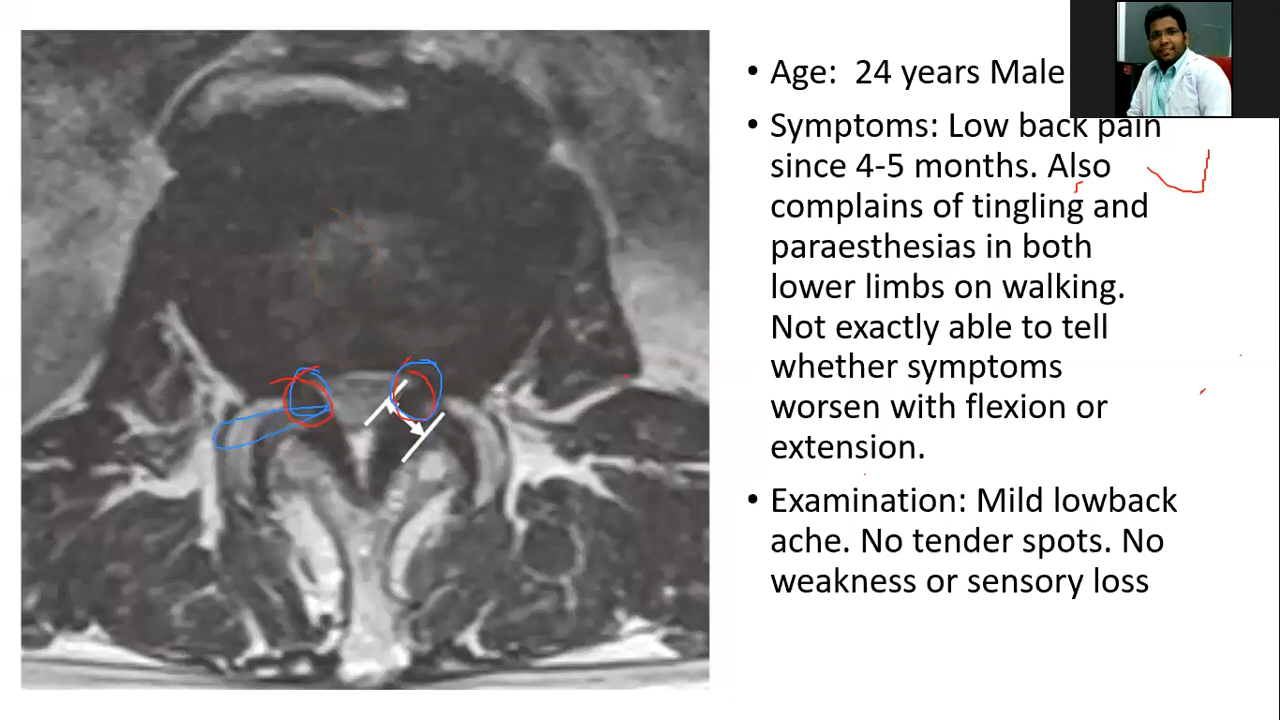 • Age:  24 years Male
• Symptoms: Low back pain
since 4-5 months. Also
complains of tingling and
paraesthesias in both
lower limbs on walking.
Not exactly able to tell
whether symptoms
worsen with flexion or
extension.
• Examination: Mild lowback
ache. No tender spots. No
weakness or sensory loss